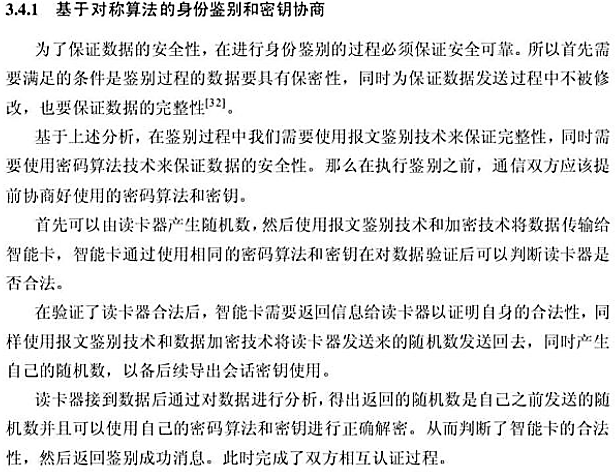 3.4.1 基于对称算法的身份鉴别和密钥协商
为了保证数据的安全性，在进行身份鉴别的过程必须保证安全可靠。所以首先需
要满足的条件是鉴别过程的数据要具有保密性，同时为保证数据发送过程中不被修
改，也要保证数据的完整性[32]。
基于上述分析，在鉴别过程中我们需要使用报文鉴别技术来保证完整性，同时需
要使用密码算法技术来保证数据的安全性。那么在执行鉴别之前，通信双方应该提
前协商好使用的密码算法和密钥。
首先可以由读卡器产生随机数，然后使用报文鉴别技术和加密技术将数据传输给
智能卡，智能卡通过使用相同的密码算法和密钥在对数据验证后可以判断读卡器是
否合法。
在验证了读卡器合法后，智能卡需要返回信息给读卡器以证明自身的合法性，同
样使用报文鉴别技术和数据加密技术将读卡器发送来的随机数发送回去，同时产生
自己的随机数，以备后续导出会话密钥使用。
读卡器接到数据后通过对数据进行分析，得出返回的随机数是自己之前发送的随
机数并且可以使用自己的密码算法和密钥进行正确解密。从而判断了智能卡的合法
性，然后返回鉴别成功消息。此时完成了双方相互认证过程。